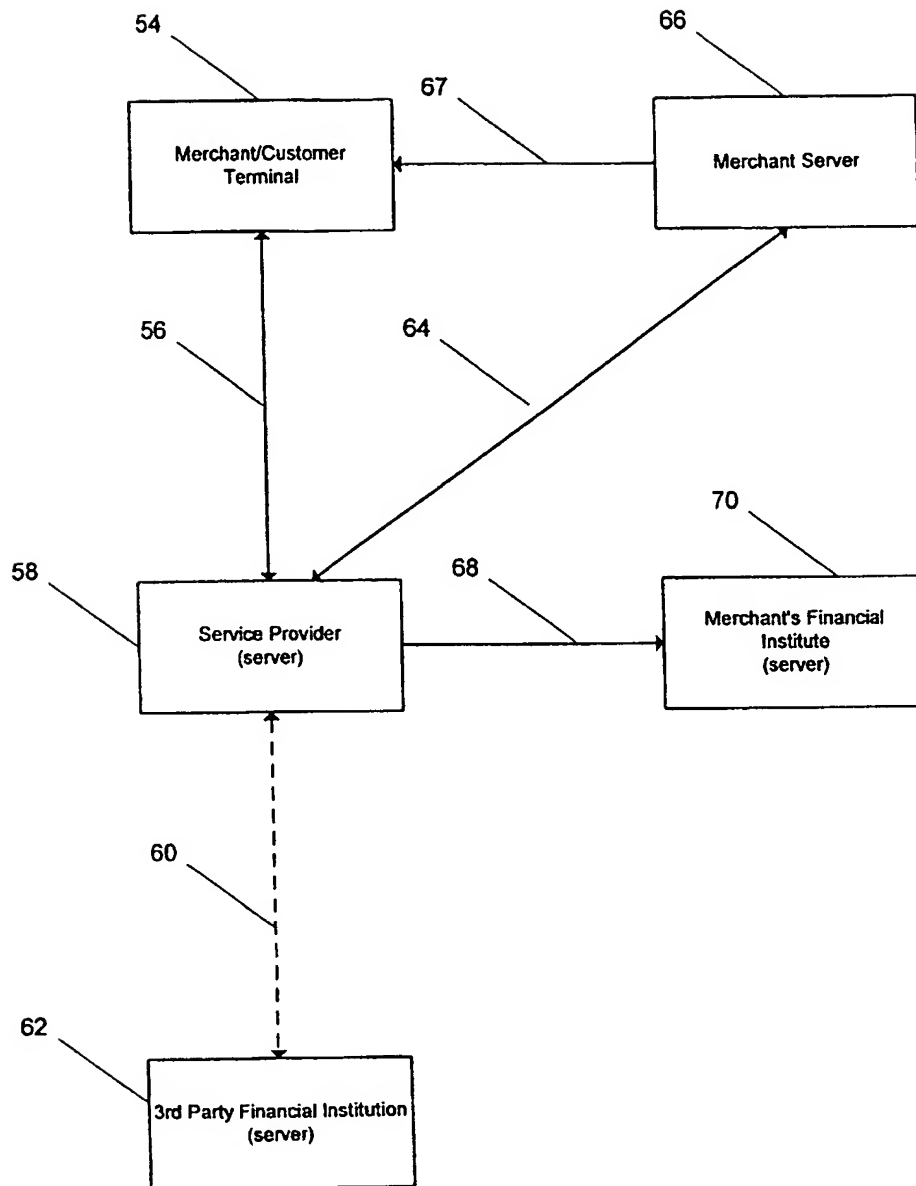 54
66
67
Merchant/Customer
Terminal
Merchant Server
56
64
70
58
68
Service Provider
(server)
Merchant's Financial
Institute
(server)
60
62
3rd Party Financial Institution
(server)